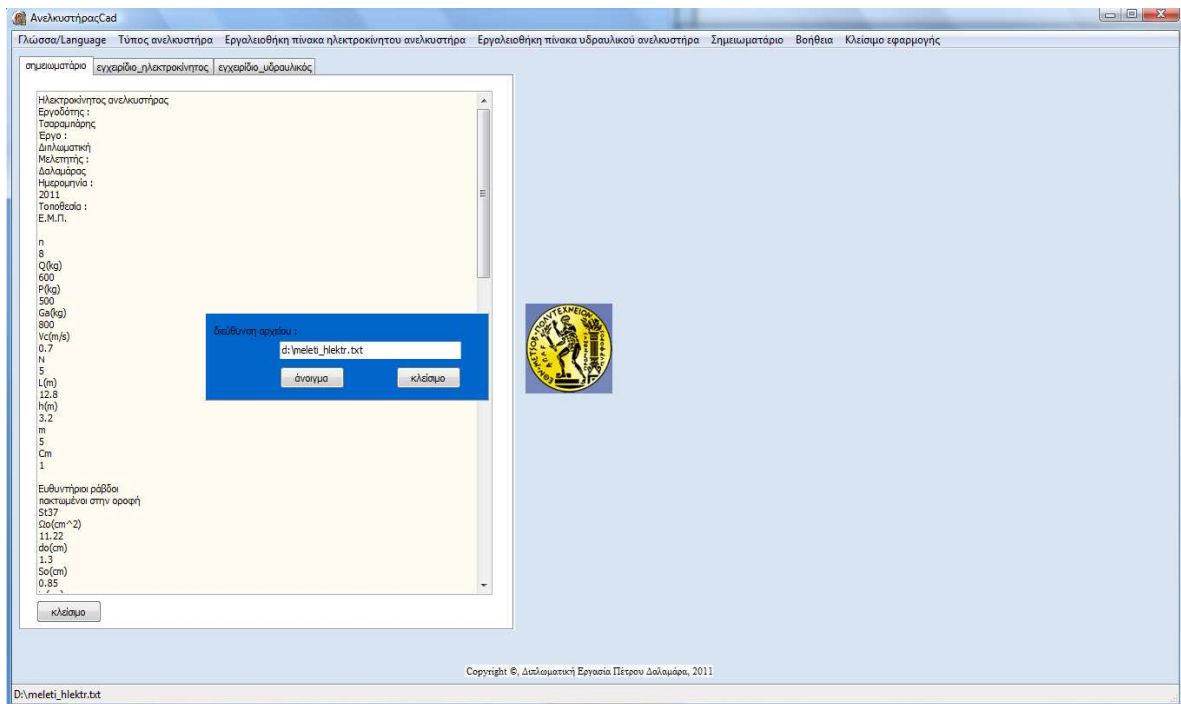 ΑνελκυστήραςCad
Γλώσσα/Language Τύπος ανελκυστήρα Εργαλειοθήκη πίνακα ηλεκτροκίνητου ανελκυστήρα Εργαλειοθήκη πίνακα υδραυλικού ανελκυστήρα Σημειωματάριο Βοήθεια Κλείσιμο εφαρμογής
σημειωματάριο εγχειρίδιο_ηλεκτροκίνητος εγχειρίδιο_υδραυλικός
Ηλεκτροκίνητος ανελκυστήρας
Εργοδότης :
Τσαραμπάρης
Έργο :
Διπλωματική
Μελετητής :
Δαλαμάρας
Ημερομηνία :
2011
Τοποθεσία :
Ε.Μ.Π.
n
8
Q(kg)
600
P(kg)
500
Ga(kg)
800
Vc(m/s)
0.7
N
5
L(m)
12.8
h(m)
3.2
m
5
Cm
1
Ευθυντήριοι ράβδοι
πακτωμένοι στην οροφή
St37
Ωο(cm^2)
11.22
do(cm)
1.3
So(cm)
0.85
διεύθυνση αρχείου :
d:\meleti_hlektr.txt
άνοιγμα κλείσιμο
κλείσιμο
Copyright ©, Διπλωματική Εργασία Πέτρου Δαλαμάρα, 2011
D:\meleti_hlektr.txt